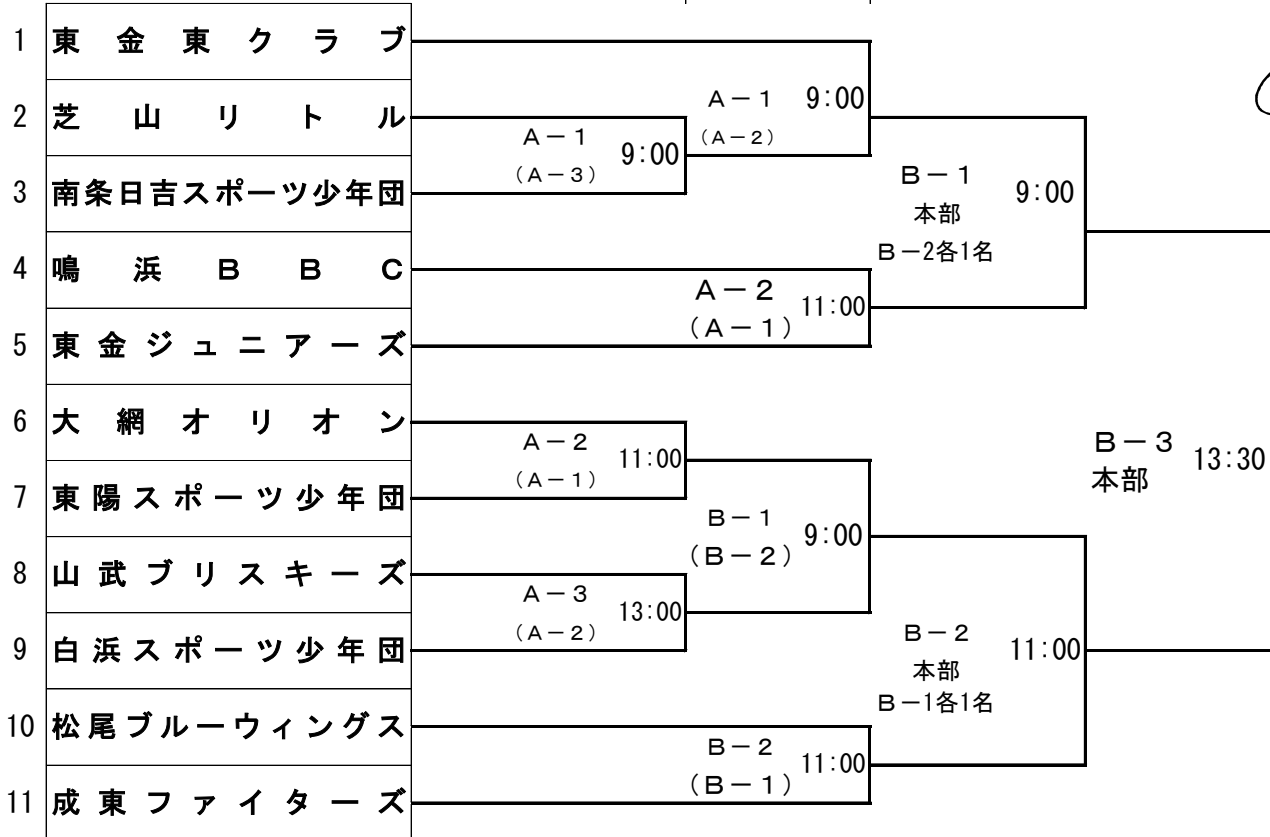 1 東金東クラブ
2 芝山リトル
3 南条日吉スポーツ少年団
4 鳴浜ＢＢＣ
5 東金ジュニアーズ
6 大網オリオン
7 東陽スポーツ少年団
8 山武ブリスキーズ
9 白浜スポーツ少年団
10 松尾ブルーウィングス
11 成東ファイターズ
Ａ－１ 9:00
（Ａ－３）
Ａ－２ 11:00
（Ａ－１）
Ａ－３ 13:00
（Ａ－２）
Ａ－１ 9:00
（Ａ－２）
Ａ－２ 11:00
（Ａ－１）
Ｂ－１ 9:00
（Ｂ－２）
Ｂ－２ 11:00
（Ｂ－１）
Ｂ－１ 9:00
本部
Ｂ－2各1名
Ｂ－２ 11:00
本部
Ｂ－1各1名
Ｂ－３ 13:30
本部